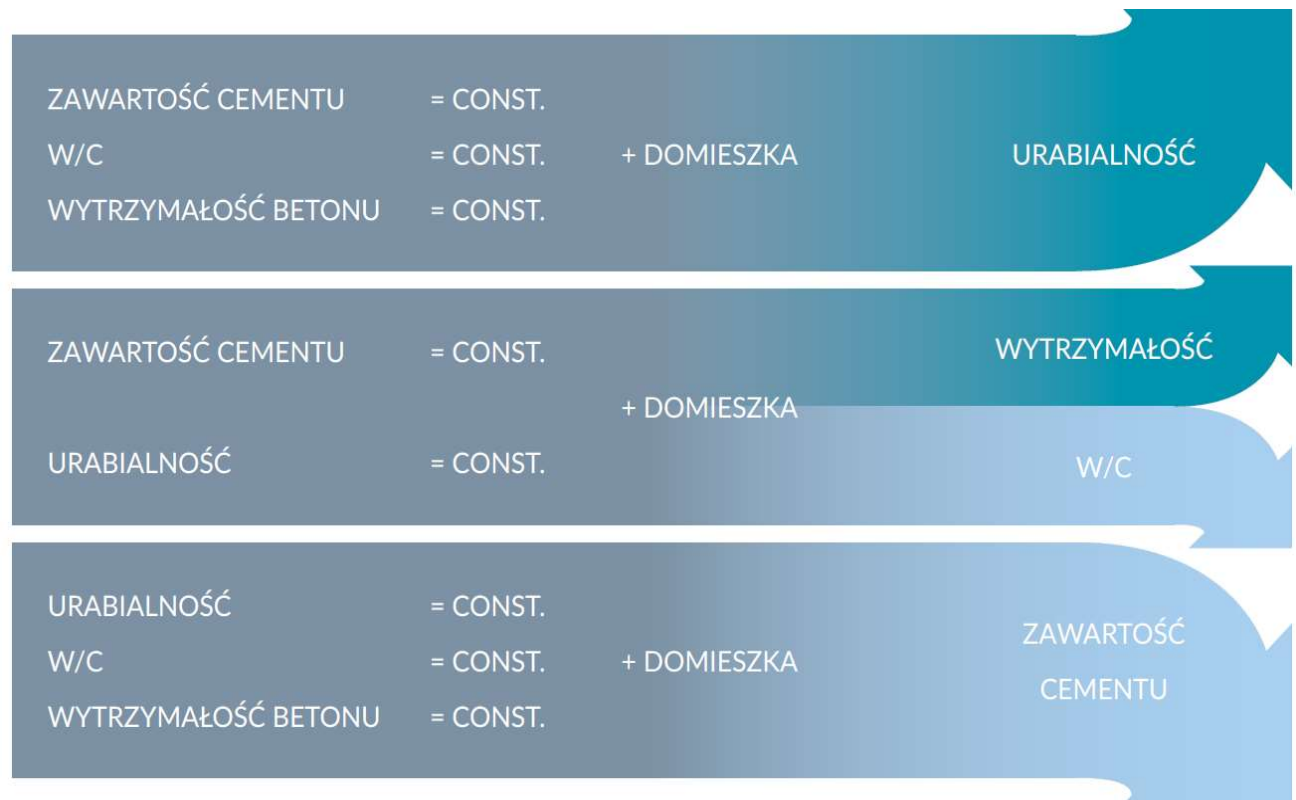 ZAWARTOŚĆ CEMENTU = CONST.
W/C = CONST. + DOMIESZKA URABIALNOŚĆ
WYTRZYMAŁOŚĆ BETONU = CONST.
ZAWARTOŚĆ CEMENTU = CONST. WYTRZYMAŁOŚĆ
+ DOMIESZKA
URABIALNOŚĆ = CONST. W/C
URABIALNOŚĆ = CONST.
ZAWARTOŚĆ
W/C = CONST. + DOMIESZKA
CEMENTU
WYTRZYMAŁOŚĆ BETONU = CONST.